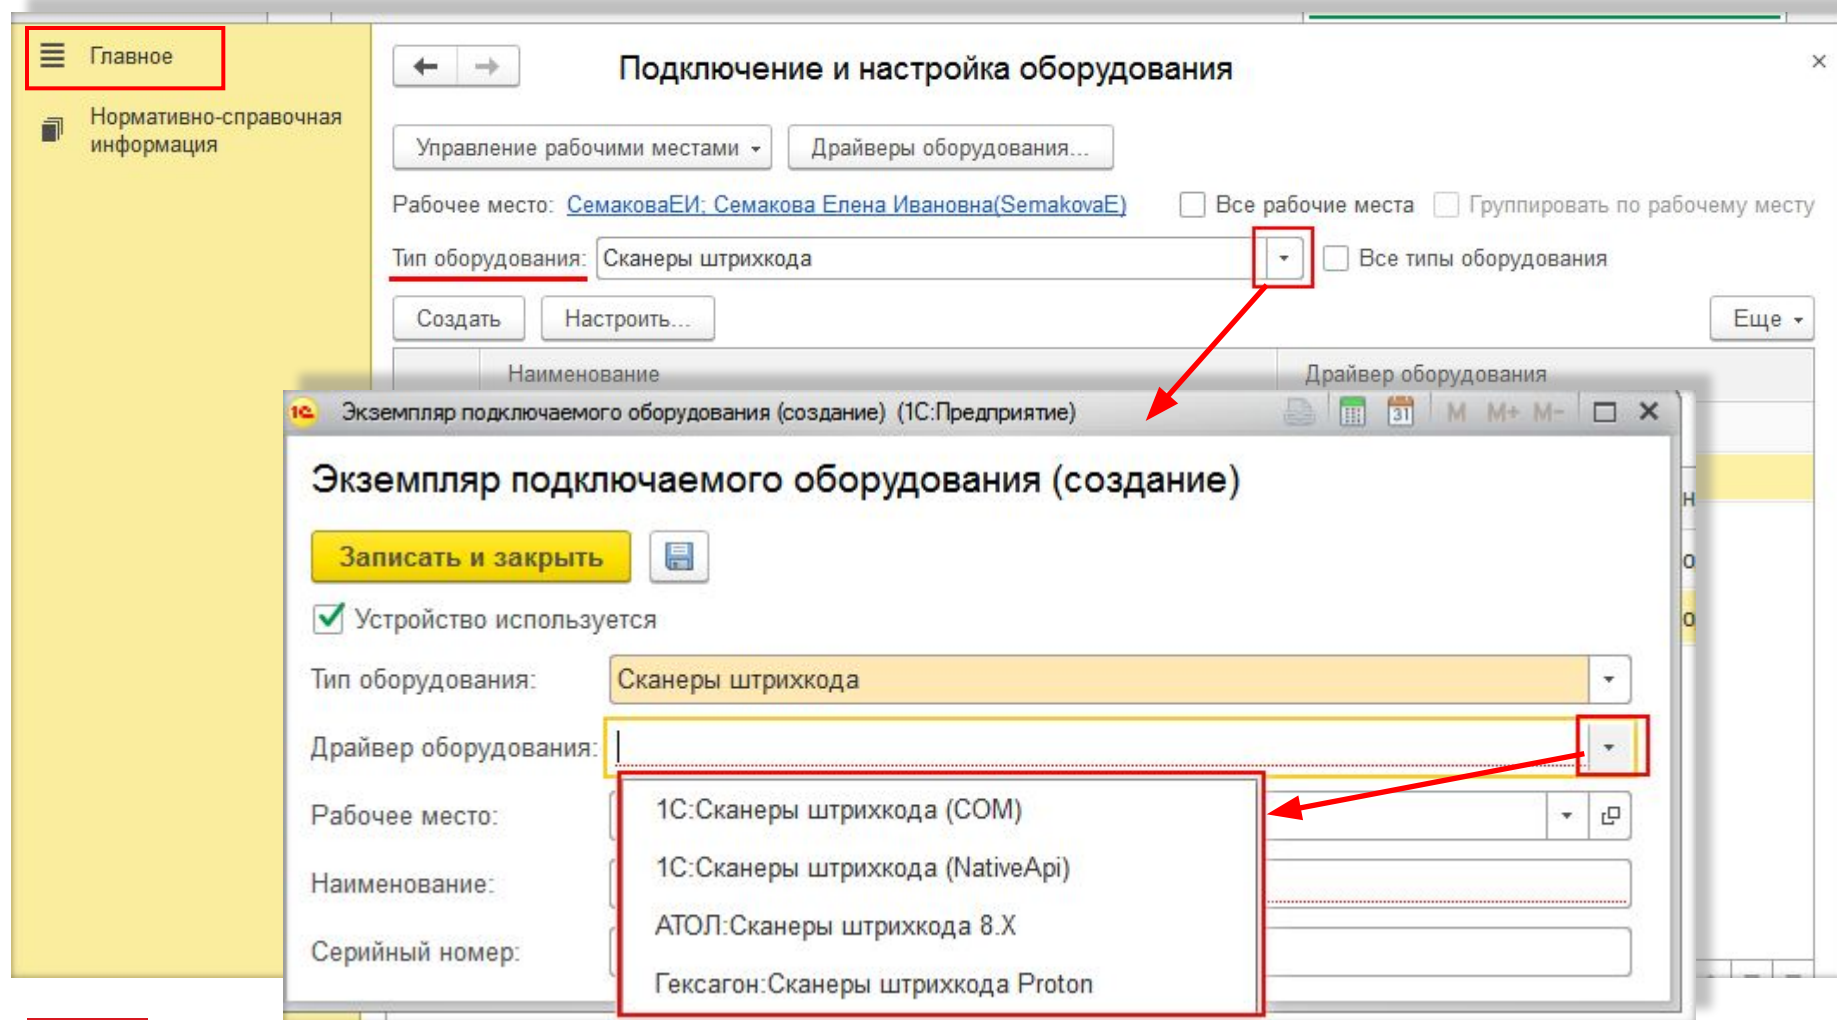 Главное
Нормативно-справочная
информация
Подключение и настройка оборудования
Управление рабочими местами
Драйверы оборудования...
Рабочее место: СемаковаЕИ; Семакова Елена Ивановна(SemakovaE)
Все рабочие места
Группировать по рабочему месту
Тип оборудования: Сканеры штрихкода
Все типы оборудования
Создать
Настроить...
Еще
Наименование
Драйвер оборудования
1С
Экземпляр подключаемого оборудования (создание) (1С:Предприятие)
31
M M+ M-
Экземпляр подключаемого оборудования (создание)
Записать и закрыть
Устройство используется
Тип оборудования: Сканеры штрихкода
Драйвер оборудования:
1С:Сканеры штрихкода (COM)
1С:Сканеры штрихкода (NativeApi)
АТОЛ:Сканеры штрихкода 8.X
Гексагон:Сканеры штрихкода Proton
Рабочее место:
Наименование:
Серийный номер: